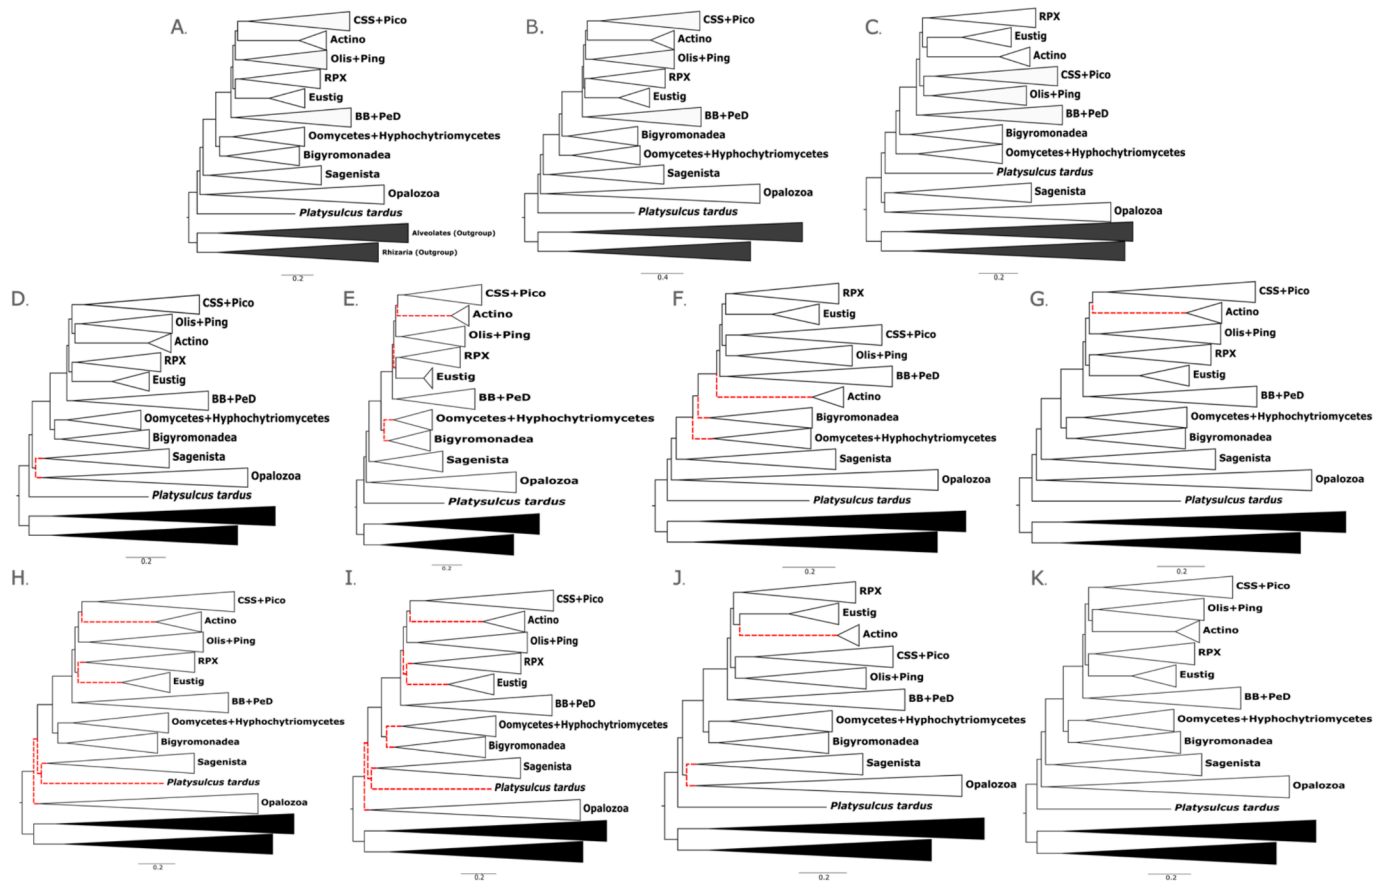 A.
CSS+Pico
Actino
Olis+Ping
RPX
Eustig
BB+PeD
Oomycetes+Hyphochytriomycetes
Bigyromonadea
Sagenista
Opalozoa
Platysulcus tardus
Alveolates (Outgroup)
Rhizaria (Outgroup)
0.2
B.
CSS+Pico
Actino
Olis+Ping
RPX
Eustig
BB+PeD
Bigyromonadea
Oomycetes+Hyphochytriomycetes
Sagenista
Opalozoa
Platysulcus tardus
0.4
C.
RPX
Eustig
Actino
CSS+Pico
Olis+Ping
BB+PeD
Bigyromonadea
Oomycetes+Hyphochytriomycetes
Platysulcus tardus
Sagenista
Opalozoa
0.2
D.
CSS+Pico
Olis+Ping
Actino
RPX
Eustig
BB+PeD
Oomycetes+Hyphochytriomycetes
Bigyromonadea
Sagenista
Opalozoa
Platysulcus tardus
0.2
E.
CSS+Pico
Actino
Olis+Ping
RPX
Eustig
BB+PeD
Oomycetes+Hyphochytriomycetes
Bigyromonadea
Sagenista
Opalozoa
Platysulcus tardus
0.2
F.
RPX
Eustig
CSS+Pico
Olis+Ping
BB+PeD
Actino
Bigyromonadea
Oomycetes+Hyphochytriomycetes
Sagenista
Opalozoa
Platysulcus tardus
0.2
G.
CSS+Pico
Actino
Olis+Ping
RPX
Eustig
BB+PeD
Oomycetes+Hyphochytriomycetes
Bigyromonadea
Sagenista
Opalozoa
Platysulcus tardus
0.2
H.
CSS+Pico
Actino
Olis+Ping
RPX
Eustig
BB+PeD
Oomycetes+Hyphochytriomycetes
Bigyromonadea
Sagenista
Platysulcus tardus
Opalozoa
0.2
I.
CSS+Pico
Actino
Olis+Ping
RPX
Eustig
BB+PeD
Oomycetes+Hyphochytriomycetes
Bigyromonadea
Sagenista
Platysulcus tardus
Opalozoa
0.2
J.
RPX
Eustig
Actino
CSS+Pico
Olis+Ping
BB+PeD
Oomycetes+Hyphochytriomycetes
Bigyromonadea
Sagenista
Opalozoa
Platysulcus tardus
0.2
K.
CSS+Pico
Olis+Ping
Actino
RPX
Eustig
BB+PeD
Oomycetes+Hyphochytriomycetes
Bigyromonadea
Sagenista
Opalozoa
Platysulcus tardus
0.2